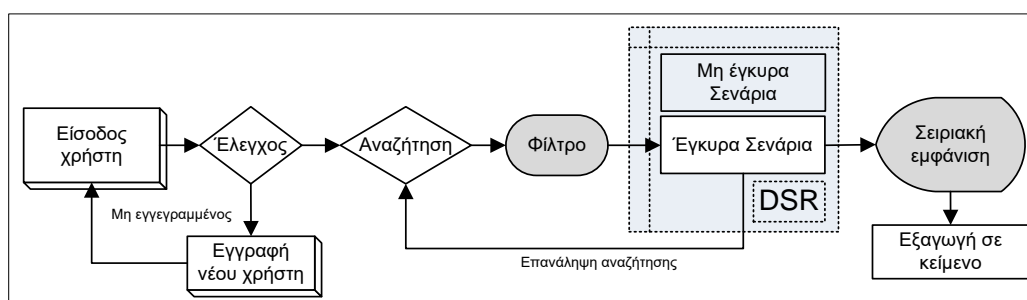 Είσοδος
χρήστη
Έλεγχος
Αναζήτηση
Φίλτρο
Μη έγκυρα
Σενάρια
Έγκυρα Σενάρια
DSR
Σειριακή
εμφάνιση
Μη εγγεγραμμένος
Εγγραφή
νέου χρήστη
Επανάληψη αναζήτησης
Εξαγωγή σε
κείμενο